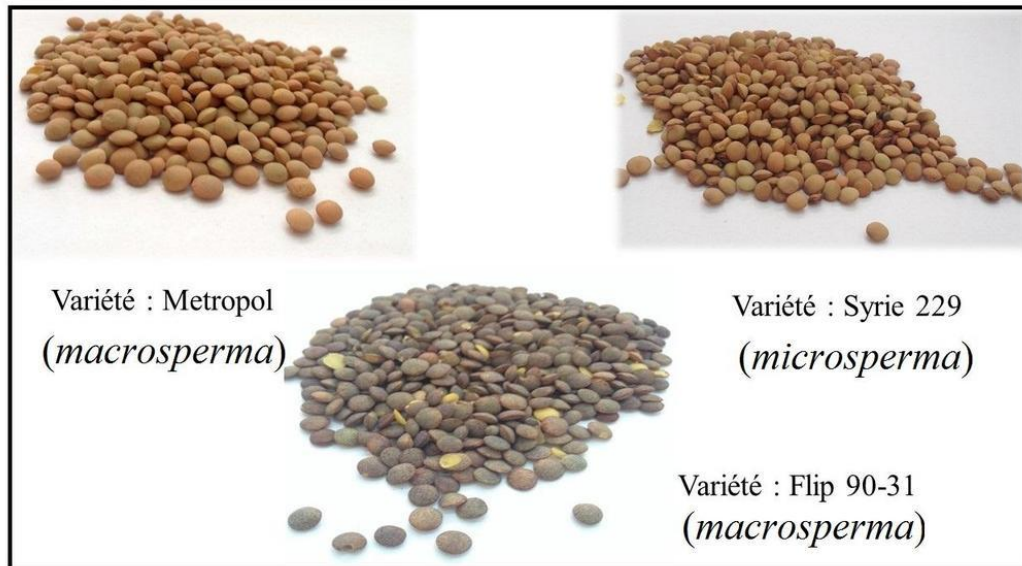 Variété : Metropol
(macrosperma)
Variété : Syrie 229
(microsperma)
Variété : Flip 90-31
(macrosperma)